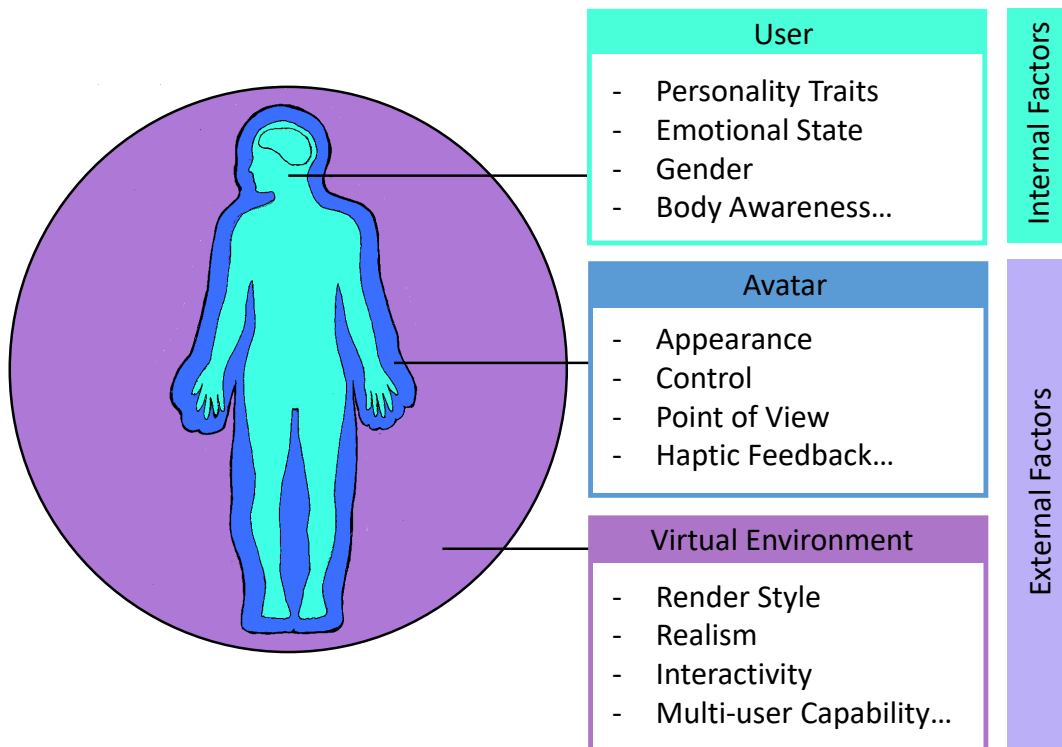 User
- Personality Traits
- Emotional State
- Gender
- Body Awareness…
Internal Factors
Avatar
- Appearance
- Control
- Point of View
- Haptic Feedback…
Virtual Environment
- Render Style
- Realism
- Interactivity
- Multi-user Capability…
External Factors